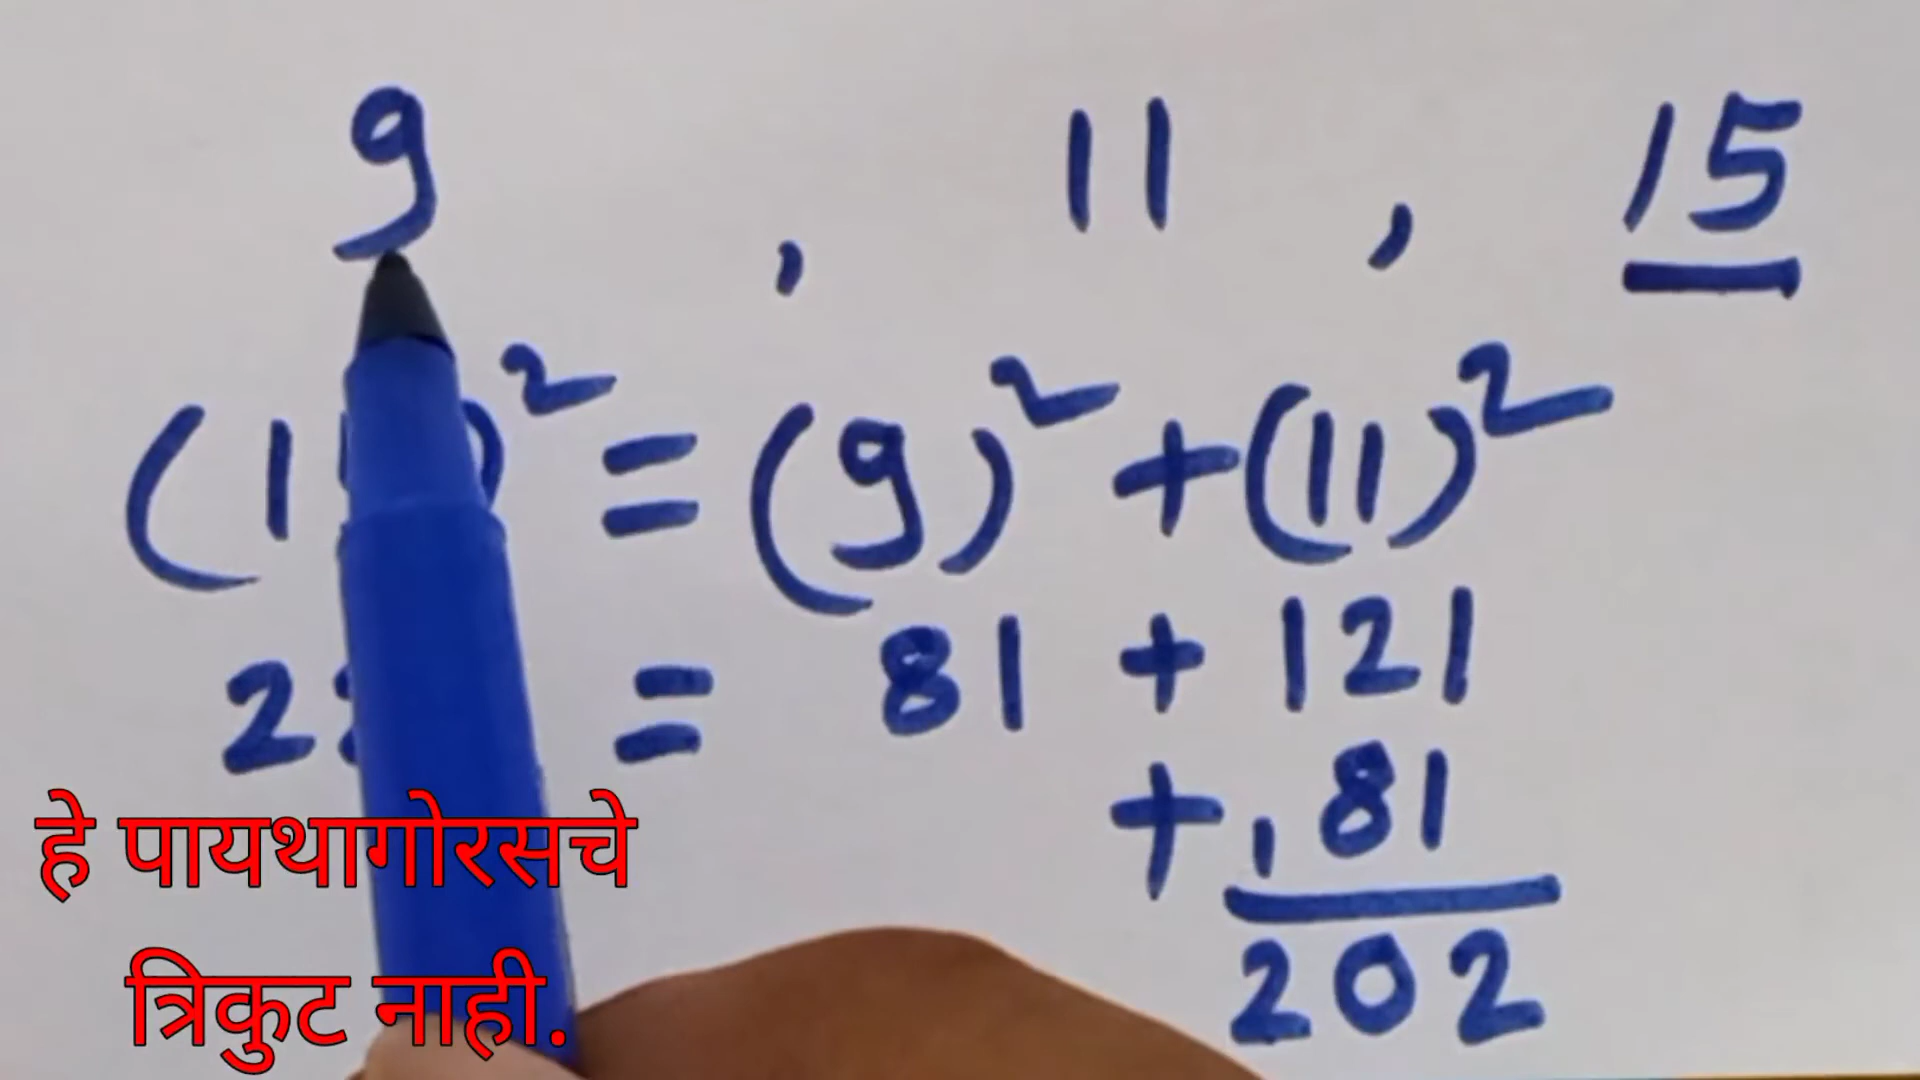 9 , 11 , 15
(1 )² = (9)² + (11)²
2 = 81 + 121
+ 81
202
हे पायथागोरसचे
त्रिकुट नाही.